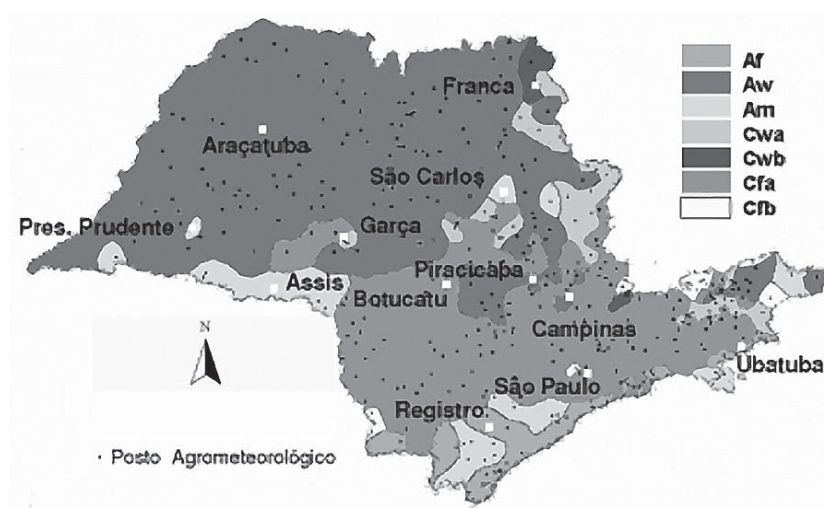 Franca
Araçatuba
São Carlos
Pres. Prudente
Garça
Assis
Piracicaba
Botucatu
Campinas
Ubatuba
São Paulo
Registro
N
• Posto Agrometeorológico
Af
Aw
Am
Cwa
Cwb
Cfa
Cfb